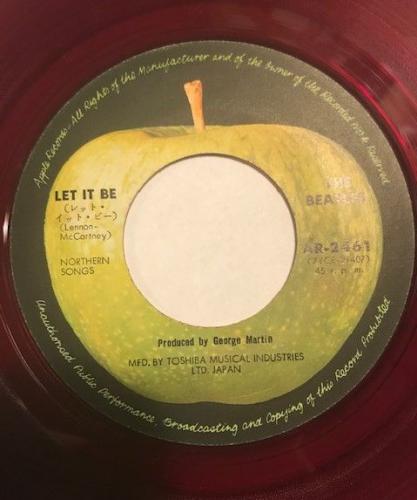 Apple Records. All Rights of the Manufacturer and of the Owner of the Recorded Work Reserved
LET IT BE
(レット・
イット・ビー)
(Lennon-
McCartney)
NORTHERN
SONGS
THE
BEATLES
AR-2461
45 r. p. m.
Produced by George Martin
MFD. BY TOSHIBA MUSICAL INDUSTRIES
LTD. JAPAN
Unauthorized Public Performance, Broadcasting and Copying of this Record Prohibited